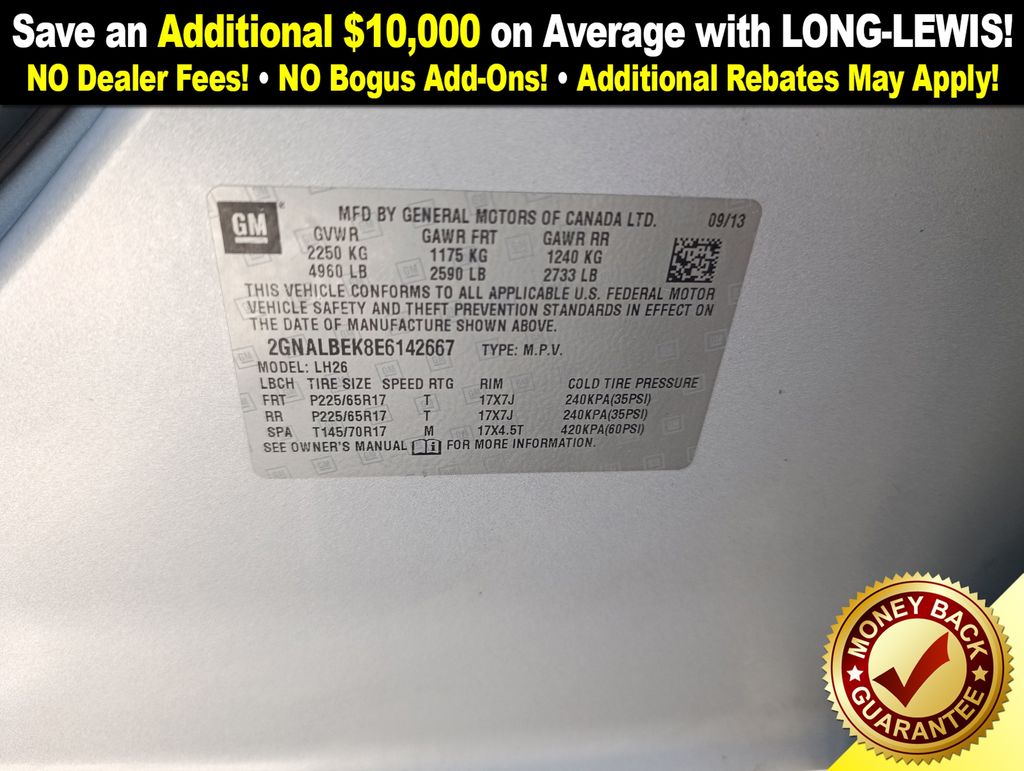 Save an Additional $10,000 on Average with LONG-LEWIS!
NO Dealer Fees! • NO Bogus Add-Ons! • Additional Rebates May Apply!
GM® MFD BY GENERAL MOTORS OF CANADA LTD. 09/13
GVWR GAWR FRT GAWR RR
2250 KG 1175 KG 1240 KG
4960 LB 2590 LB 2733 LB
THIS VEHICLE CONFORMS TO ALL APPLICABLE U.S. FEDERAL MOTOR
VEHICLE SAFETY AND THEFT PREVENTION STANDARDS IN EFFECT ON
THE DATE OF MANUFACTURE SHOWN ABOVE.
2GNALBEK8E6142667 TYPE: M.P.V.
MODEL: LH26
LBCH TIRE SIZE SPEED RTG RIM COLD TIRE PRESSURE
FRT P225/65R17 T 17X7J 240KPA(35PSI)
RR P225/65R17 T 17X7J 240KPA(35PSI)
SPA T145/70R17 M 17X4.5T 420KPA(60PSI)
SEE OWNER'S MANUAL FOR MORE INFORMATION.
MONEY BACK
GUARANTEE